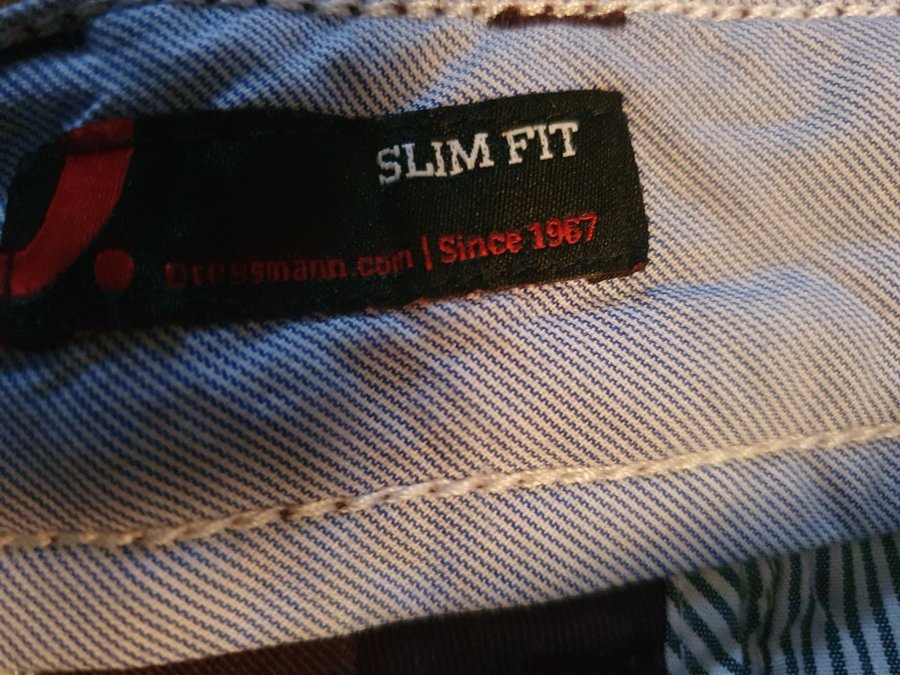 SLIM FIT
Dressmann.com | Since 1967